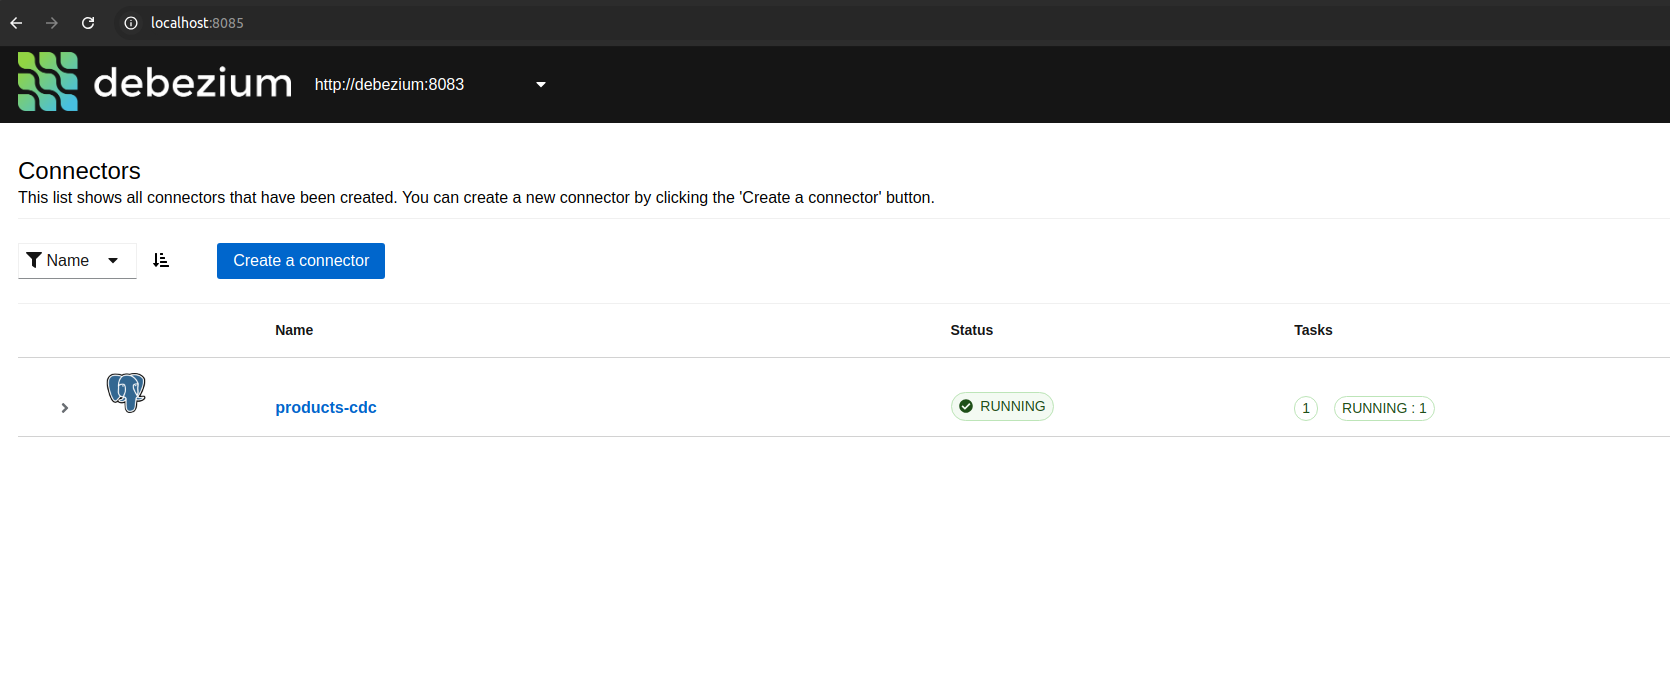 localhost:8085
debezium http://debezium:8083
Connectors
This list shows all connectors that have been created. You can create a new connector by clicking the 'Create a connector' button.
Name Create a connector
Name Status Tasks
products-cdc RUNNING 1 RUNNING : 1